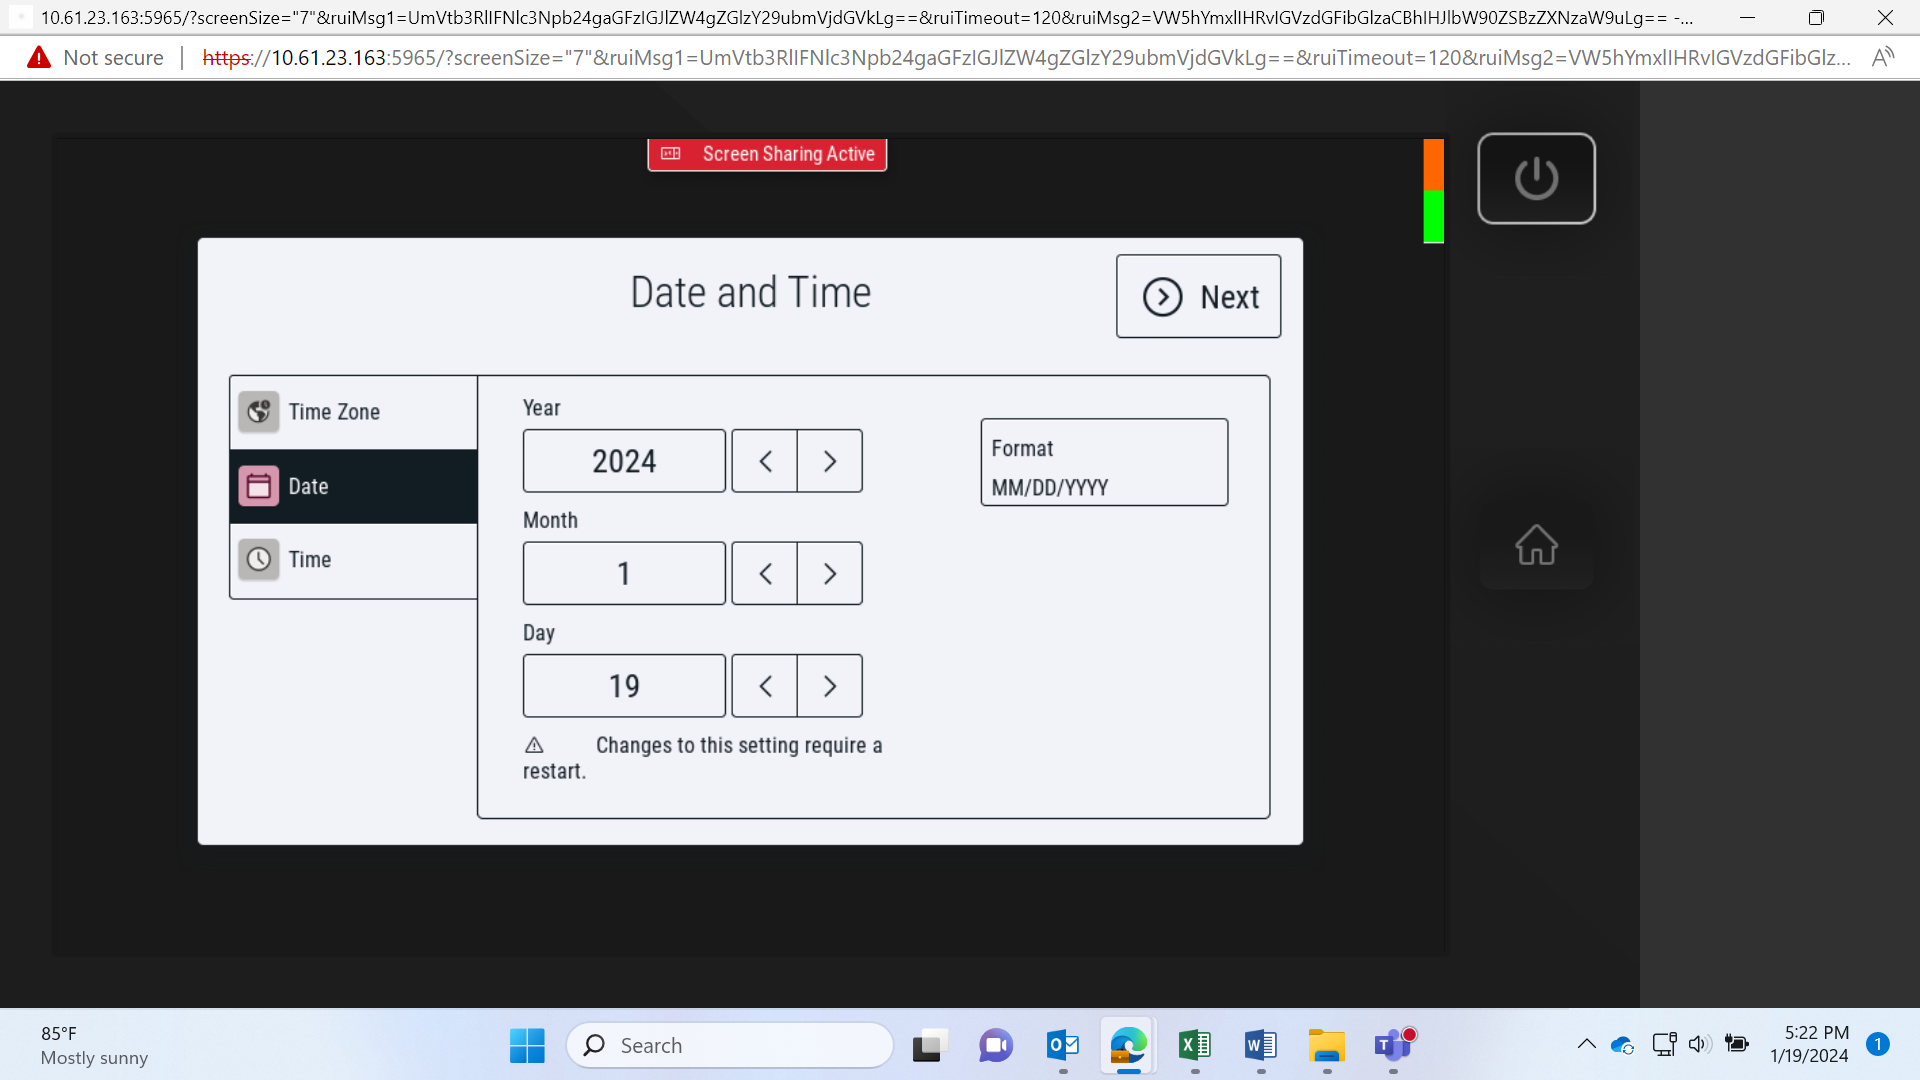 10.61.23.163:5965/?screenSize="7"&ruiMsg1=UmVtb3RlIFNlc3Npb24gaGFzIGJlZW4gZGlzY29ubmVjdGVkLg==&ruiTimeout=120&ruiMsg2=VW5hYmxlIHRvIGVzdGFibGlzaCBhIHJlbW90ZSBzZXNzaW9uLg== -...
Not secure | https://10.61.23.163:5965/?screenSize="7"&ruiMsg1=UmVtb3RlIFNlc3Npb24gaGFzIGJlZW4gZGlzY29ubmVjdGVkLg==&ruiTimeout=120&ruiMsg2=VW5hYmxlIHRvIGVzdGFibGlz...
Screen Sharing Active
Date and Time
Next
Time Zone
Date
Time
Year
2024
Format
MM/DD/YYYY
Month
1
Day
19
Changes to this setting require a
restart.
85°F
Mostly sunny
Search
5:22 PM
1/19/2024
1